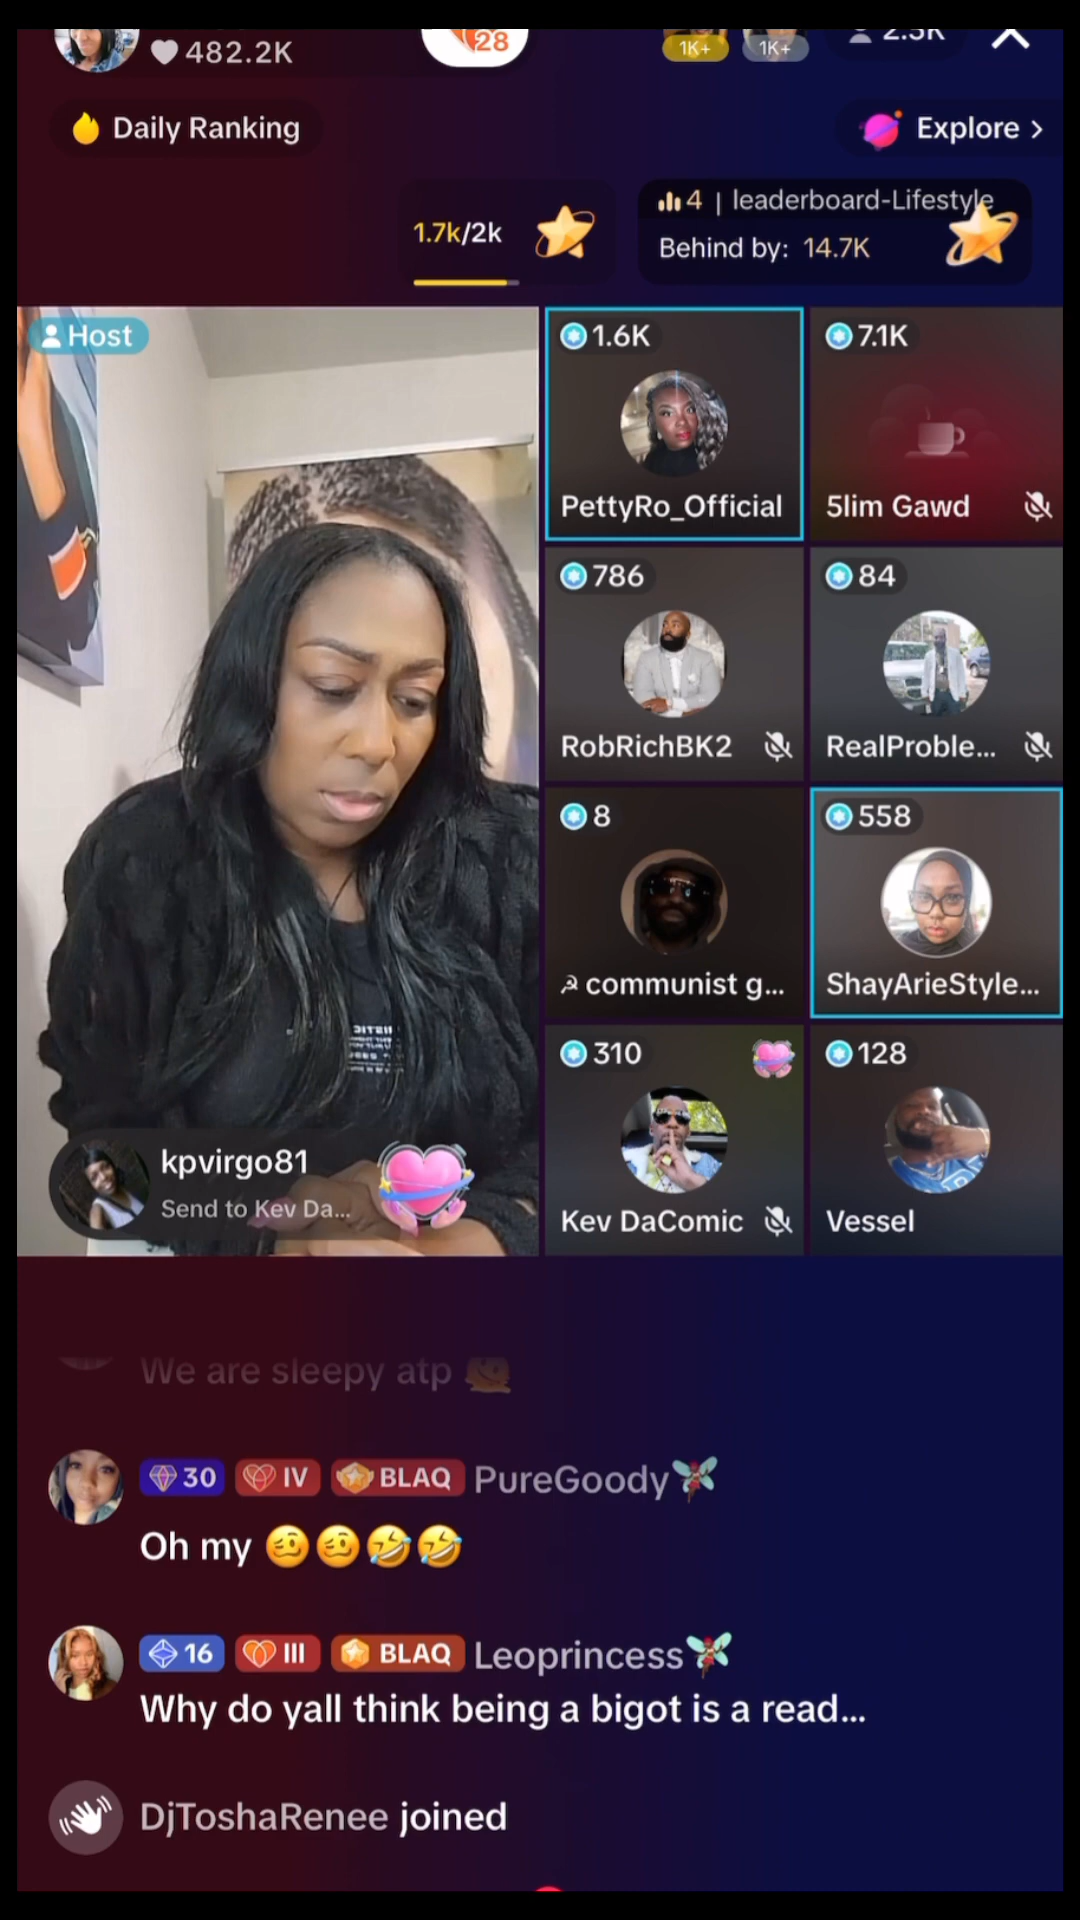 482.2K
28
1K+
1K+
2.3K
Daily Ranking
Explore >
1.7k/2k
4 | leaderboard-Lifestyle
Behind by: 14.7K
Host
1.6K
PettyRo_Official
7.1K
5lim Gawd
786
RobRichBK2
84
RealProble...
8
☭ communist g...
558
ShayArieStyle...
310
Kev DaComic
128
Vessel
kpvirgo81
Send to Kev Da...
We are sleepy atp 🫠
30 IV BLAQ PureGoody🧚
Oh my 🥴🥴🤣🤣
16 III BLAQ Leoprincess🧚
Why do yall think being a bigot is a read...
DjToshaRenee joined